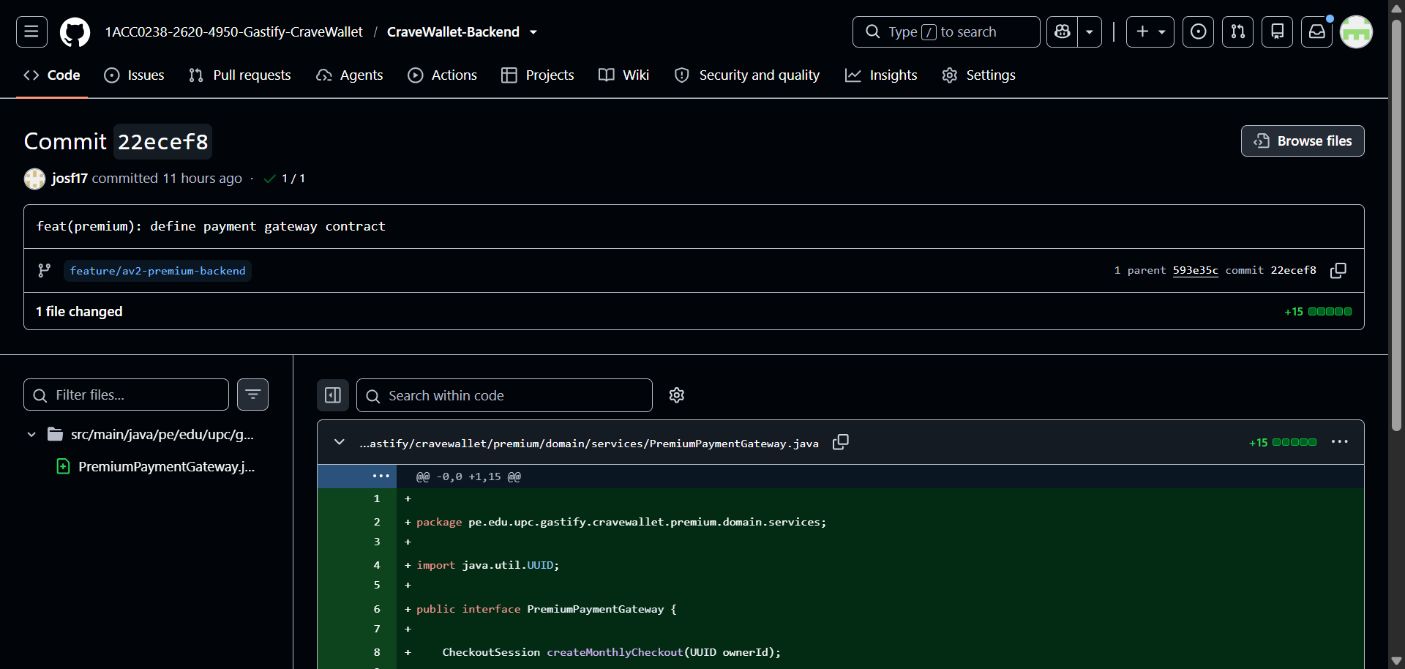 1ACC0238-2620-4950-Gastify-CraveWallet / CraveWallet-Backend
Type / to search
Code Issues Pull requests Agents Actions Projects Wiki Security and quality Insights Settings
Commit 22ecef8
Browse files
josf17 committed 11 hours ago · 1 / 1
feat(premium): define payment gateway contract
feature/av2-premium-backend
1 parent 593e35c commit 22ecef8
1 file changed
+15
Filter files...
Search within code
src/main/java/pe/edu/upc/g...
PremiumPaymentGateway.j...
...astify/cravewallet/premium/domain/services/PremiumPaymentGateway.java
+15
@@ -0,0 +1,15 @@
1 +
2 + package pe.edu.upc.gastify.cravewallet.premium.domain.services;
3 +
4 + import java.util.UUID;
5 +
6 + public interface PremiumPaymentGateway {
7 +
8 + CheckoutSession createMonthlyCheckout(UUID ownerId);